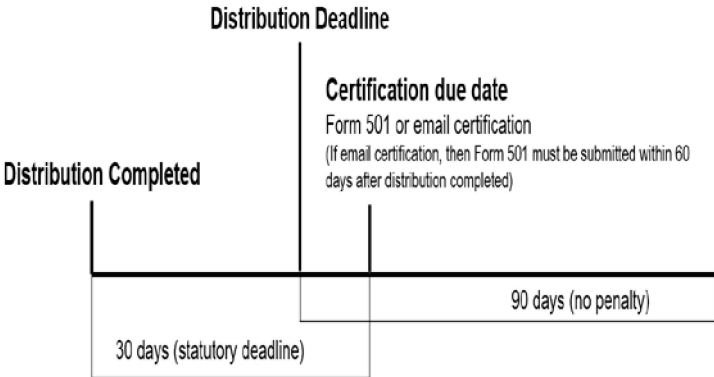 Distribution Deadline
Certification due date
Form 501 or email certification
(If email certification, then Form 501 must be submitted within 60
days after distribution completed)
Distribution Completed
90 days (no penalty)
30 days (statutory deadline)